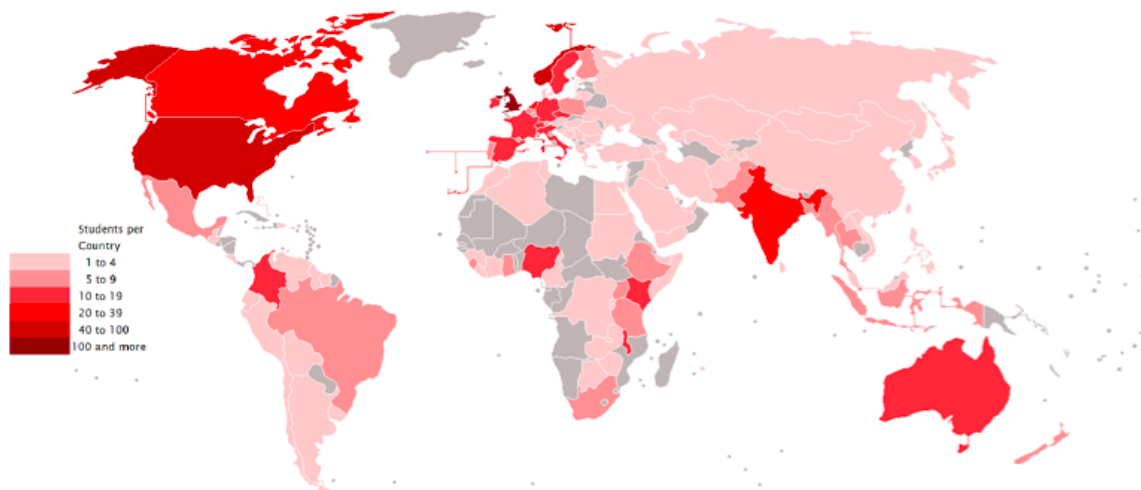 Students per
Country
1 to 4
5 to 9
10 to 19
20 to 39
40 to 100
100 and more